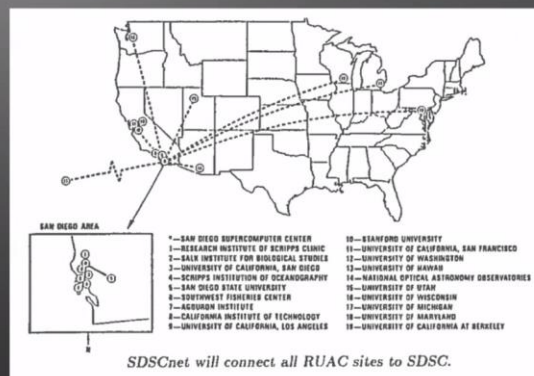 SAN DIEGO AREA
*—SAN DIEGO SUPERCOMPUTER CENTER
1—RESEARCH INSTITUTE OF SCRIPPS CLINIC
2—SALK INSTITUTE FOR BIOLOGICAL STUDIES
3—UNIVERSITY OF CALIFORNIA, SAN DIEGO
4—SCRIPPS INSTITUTION OF OCEANOGRAPHY
5—SAN DIEGO STATE UNIVERSITY
6—SOUTHWEST FISHERIES CENTER
7—AGOURON INSTITUTE
8—CALIFORNIA INSTITUTE OF TECHNOLOGY
9—UNIVERSITY OF CALIFORNIA, LOS ANGELES
10—STANFORD UNIVERSITY
11—UNIVERSITY OF CALIFORNIA, SAN FRANCISCO
12—UNIVERSITY OF WASHINGTON
13—UNIVERSITY OF HAWAII
14—NATIONAL OPTICAL ASTRONOMY OBSERVATORIES
15—UNIVERSITY OF UTAH
16—UNIVERSITY OF WISCONSIN
17—UNIVERSITY OF MICHIGAN
18—UNIVERSITY OF MARYLAND
19—UNIVERSITY OF CALIFORNIA AT BERKELEY
SDSCnet will connect all RUAC sites to SDSC.